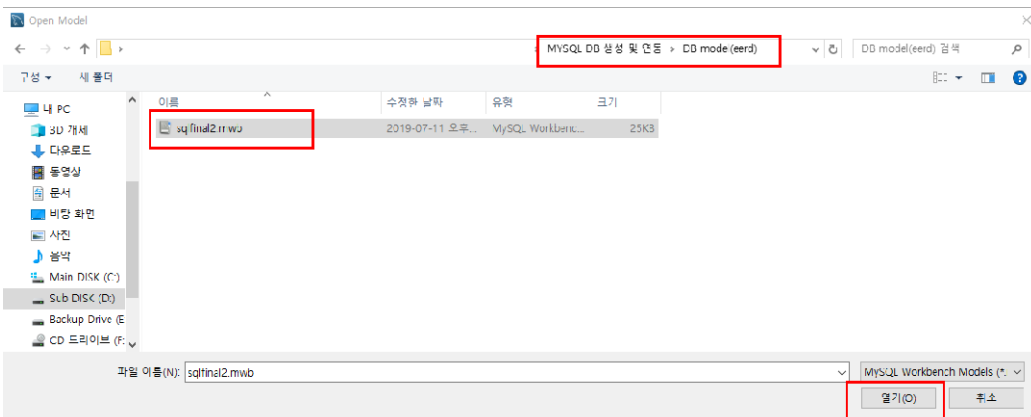 Open Model
MYSQL DB 생성 및 연동 > DB model(eerd)
DB model(eerd) 검색
구성
새 폴더
내 PC
3D 개체
다운로드
동영상
문서
바탕 화면
사진
음악
Main DISK (C:)
Sub DISK (D:)
Backup Drive (E
CD 드라이브 (F:
이름 수정한 날짜 유형 크기
sqlfinal2.mwb 2019-07-11 오후... MySQL Workbenc... 25KB
파일 이름(N): sqlfinal2.mwb
MySQL Workbench Models (*.
열기(O) 취소